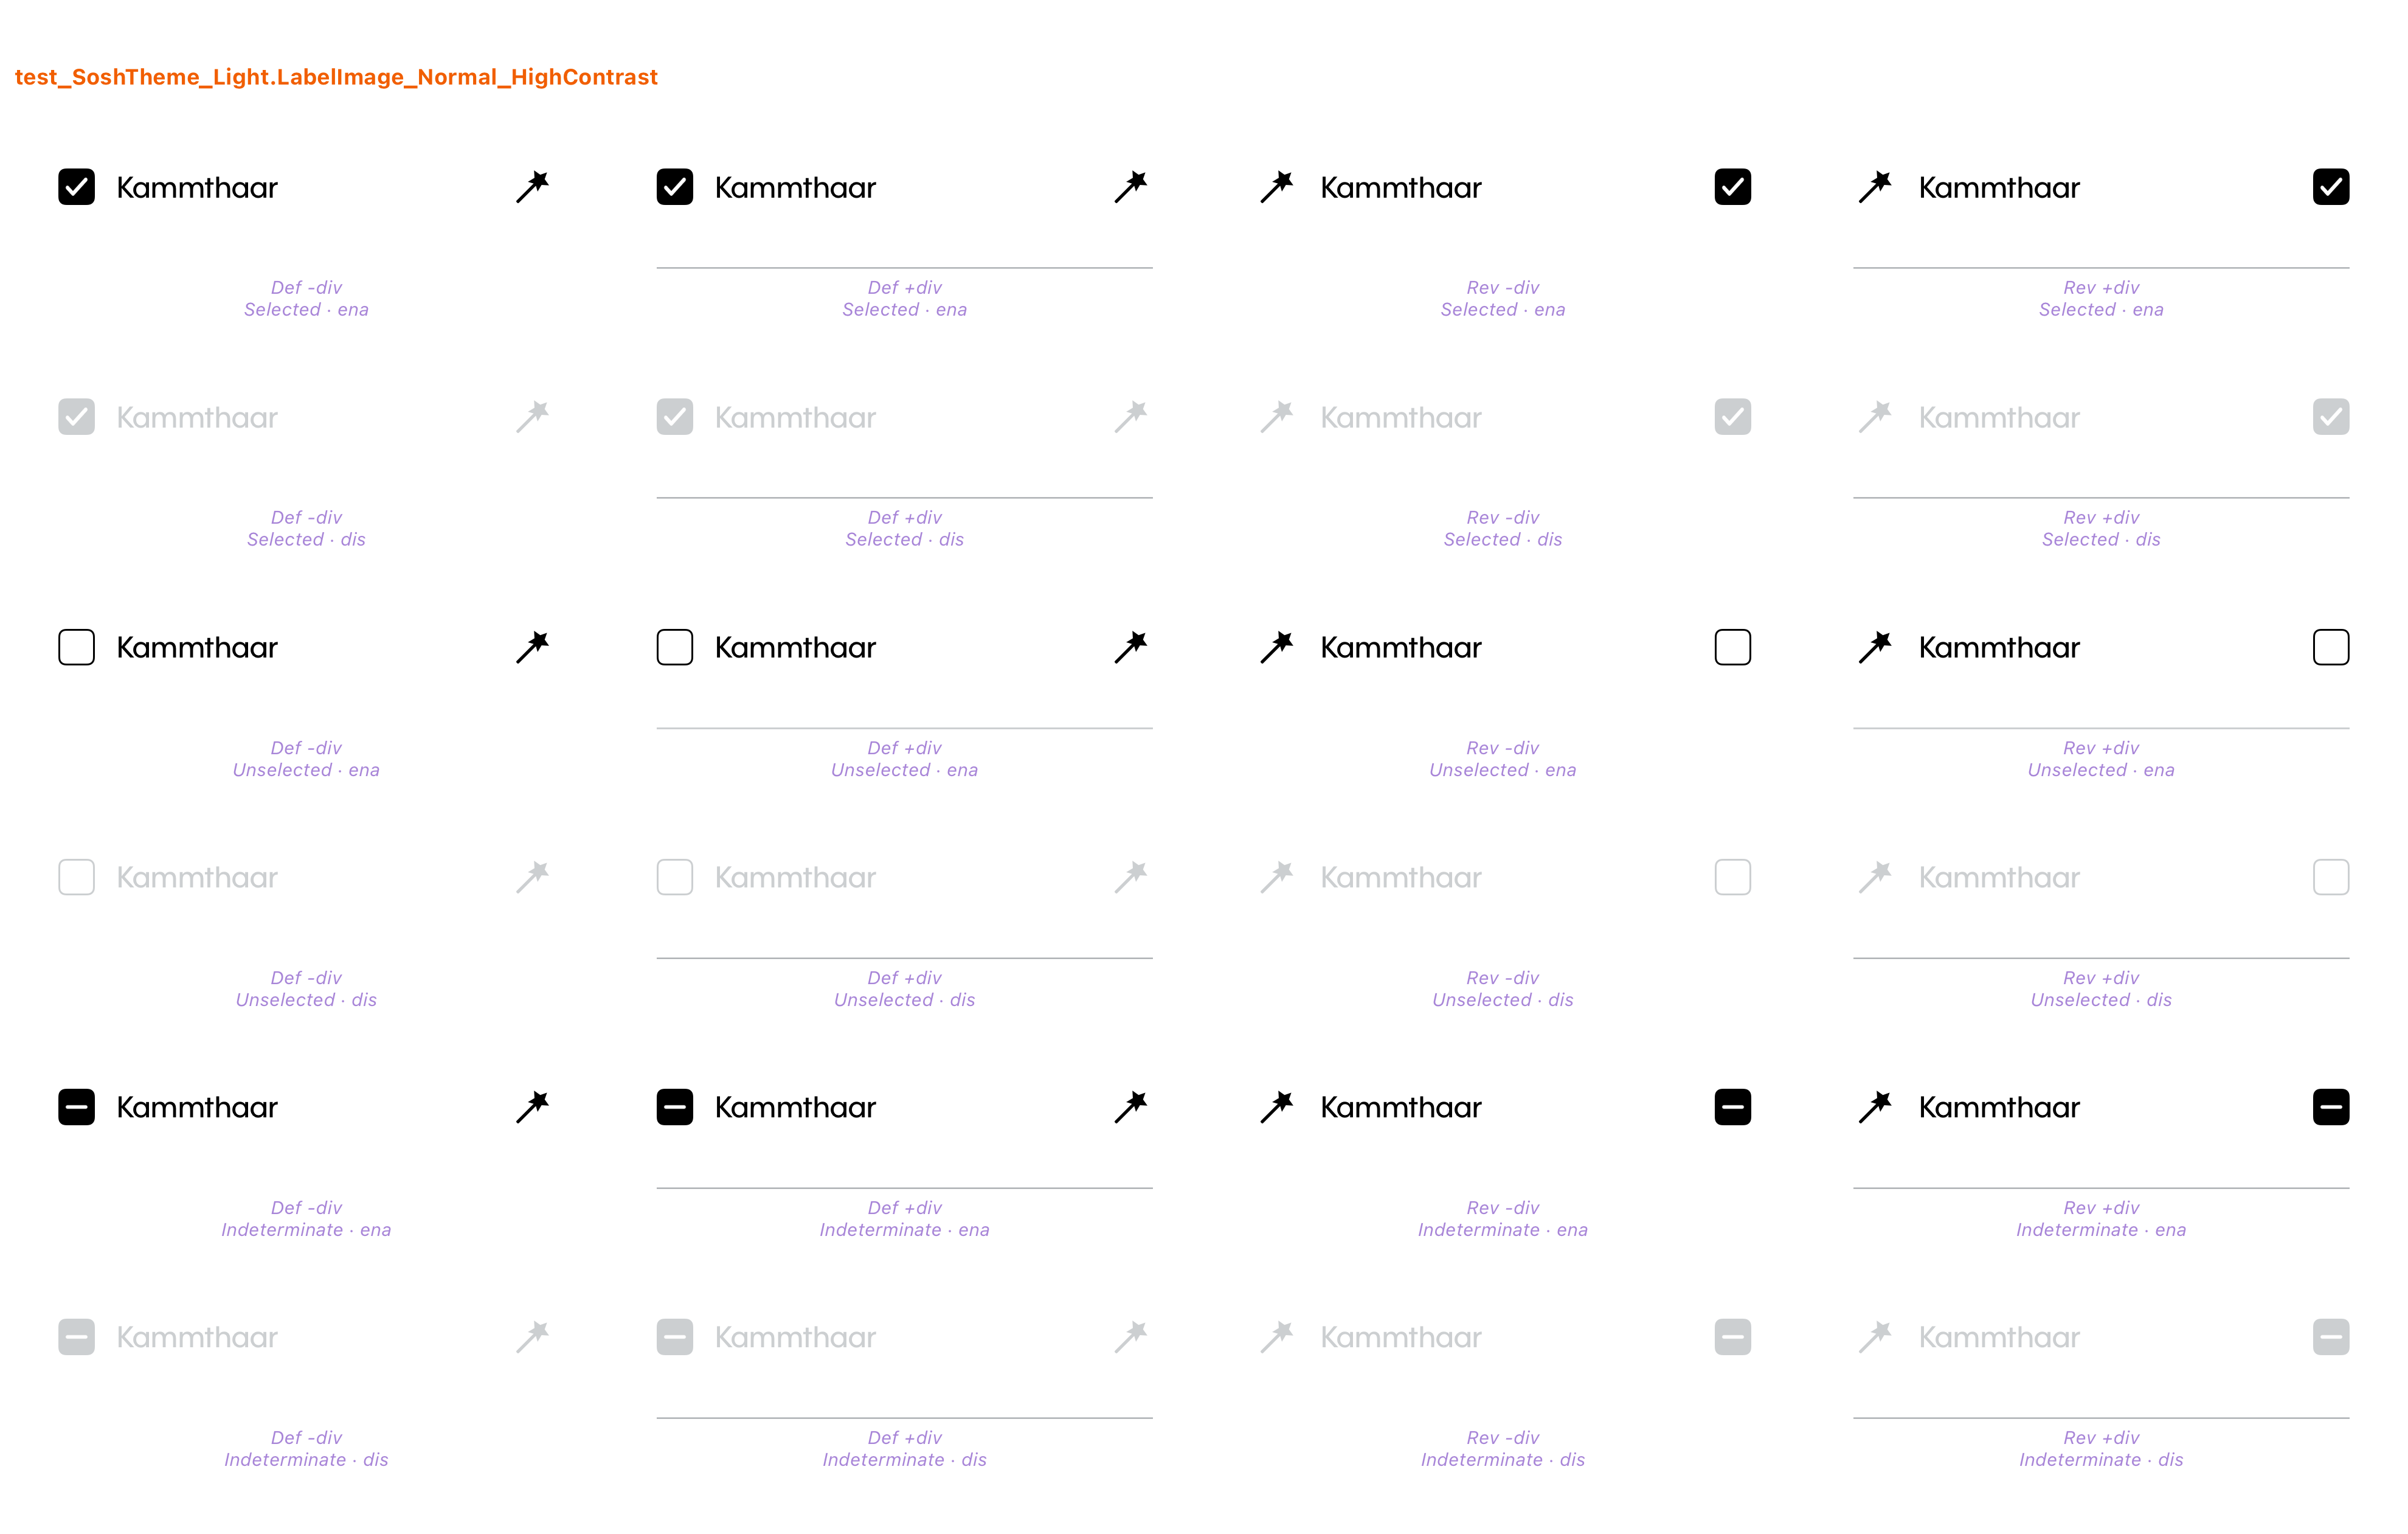 test_SoshTheme_Light.LabelImage_Normal_HighContrast
Kammthaar
Kammthaar
Kammthaar
Kammthaar
Def -div
Selected · ena
Def +div
Selected · ena
Rev -div
Selected · ena
Rev +div
Selected · ena
Kammthaar
Kammthaar
Kammthaar
Kammthaar
Def -div
Selected · dis
Def +div
Selected · dis
Rev -div
Selected · dis
Rev +div
Selected · dis
Kammthaar
Kammthaar
Kammthaar
Kammthaar
Def -div
Unselected · ena
Def +div
Unselected · ena
Rev -div
Unselected · ena
Rev +div
Unselected · ena
Kammthaar
Kammthaar
Kammthaar
Kammthaar
Def -div
Unselected · dis
Def +div
Unselected · dis
Rev -div
Unselected · dis
Rev +div
Unselected · dis
Kammthaar
Kammthaar
Kammthaar
Kammthaar
Def -div
Indeterminate · ena
Def +div
Indeterminate · ena
Rev -div
Indeterminate · ena
Rev +div
Indeterminate · ena
Kammthaar
Kammthaar
Kammthaar
Kammthaar
Def -div
Indeterminate · dis
Def +div
Indeterminate · dis
Rev -div
Indeterminate · dis
Rev +div
Indeterminate · dis